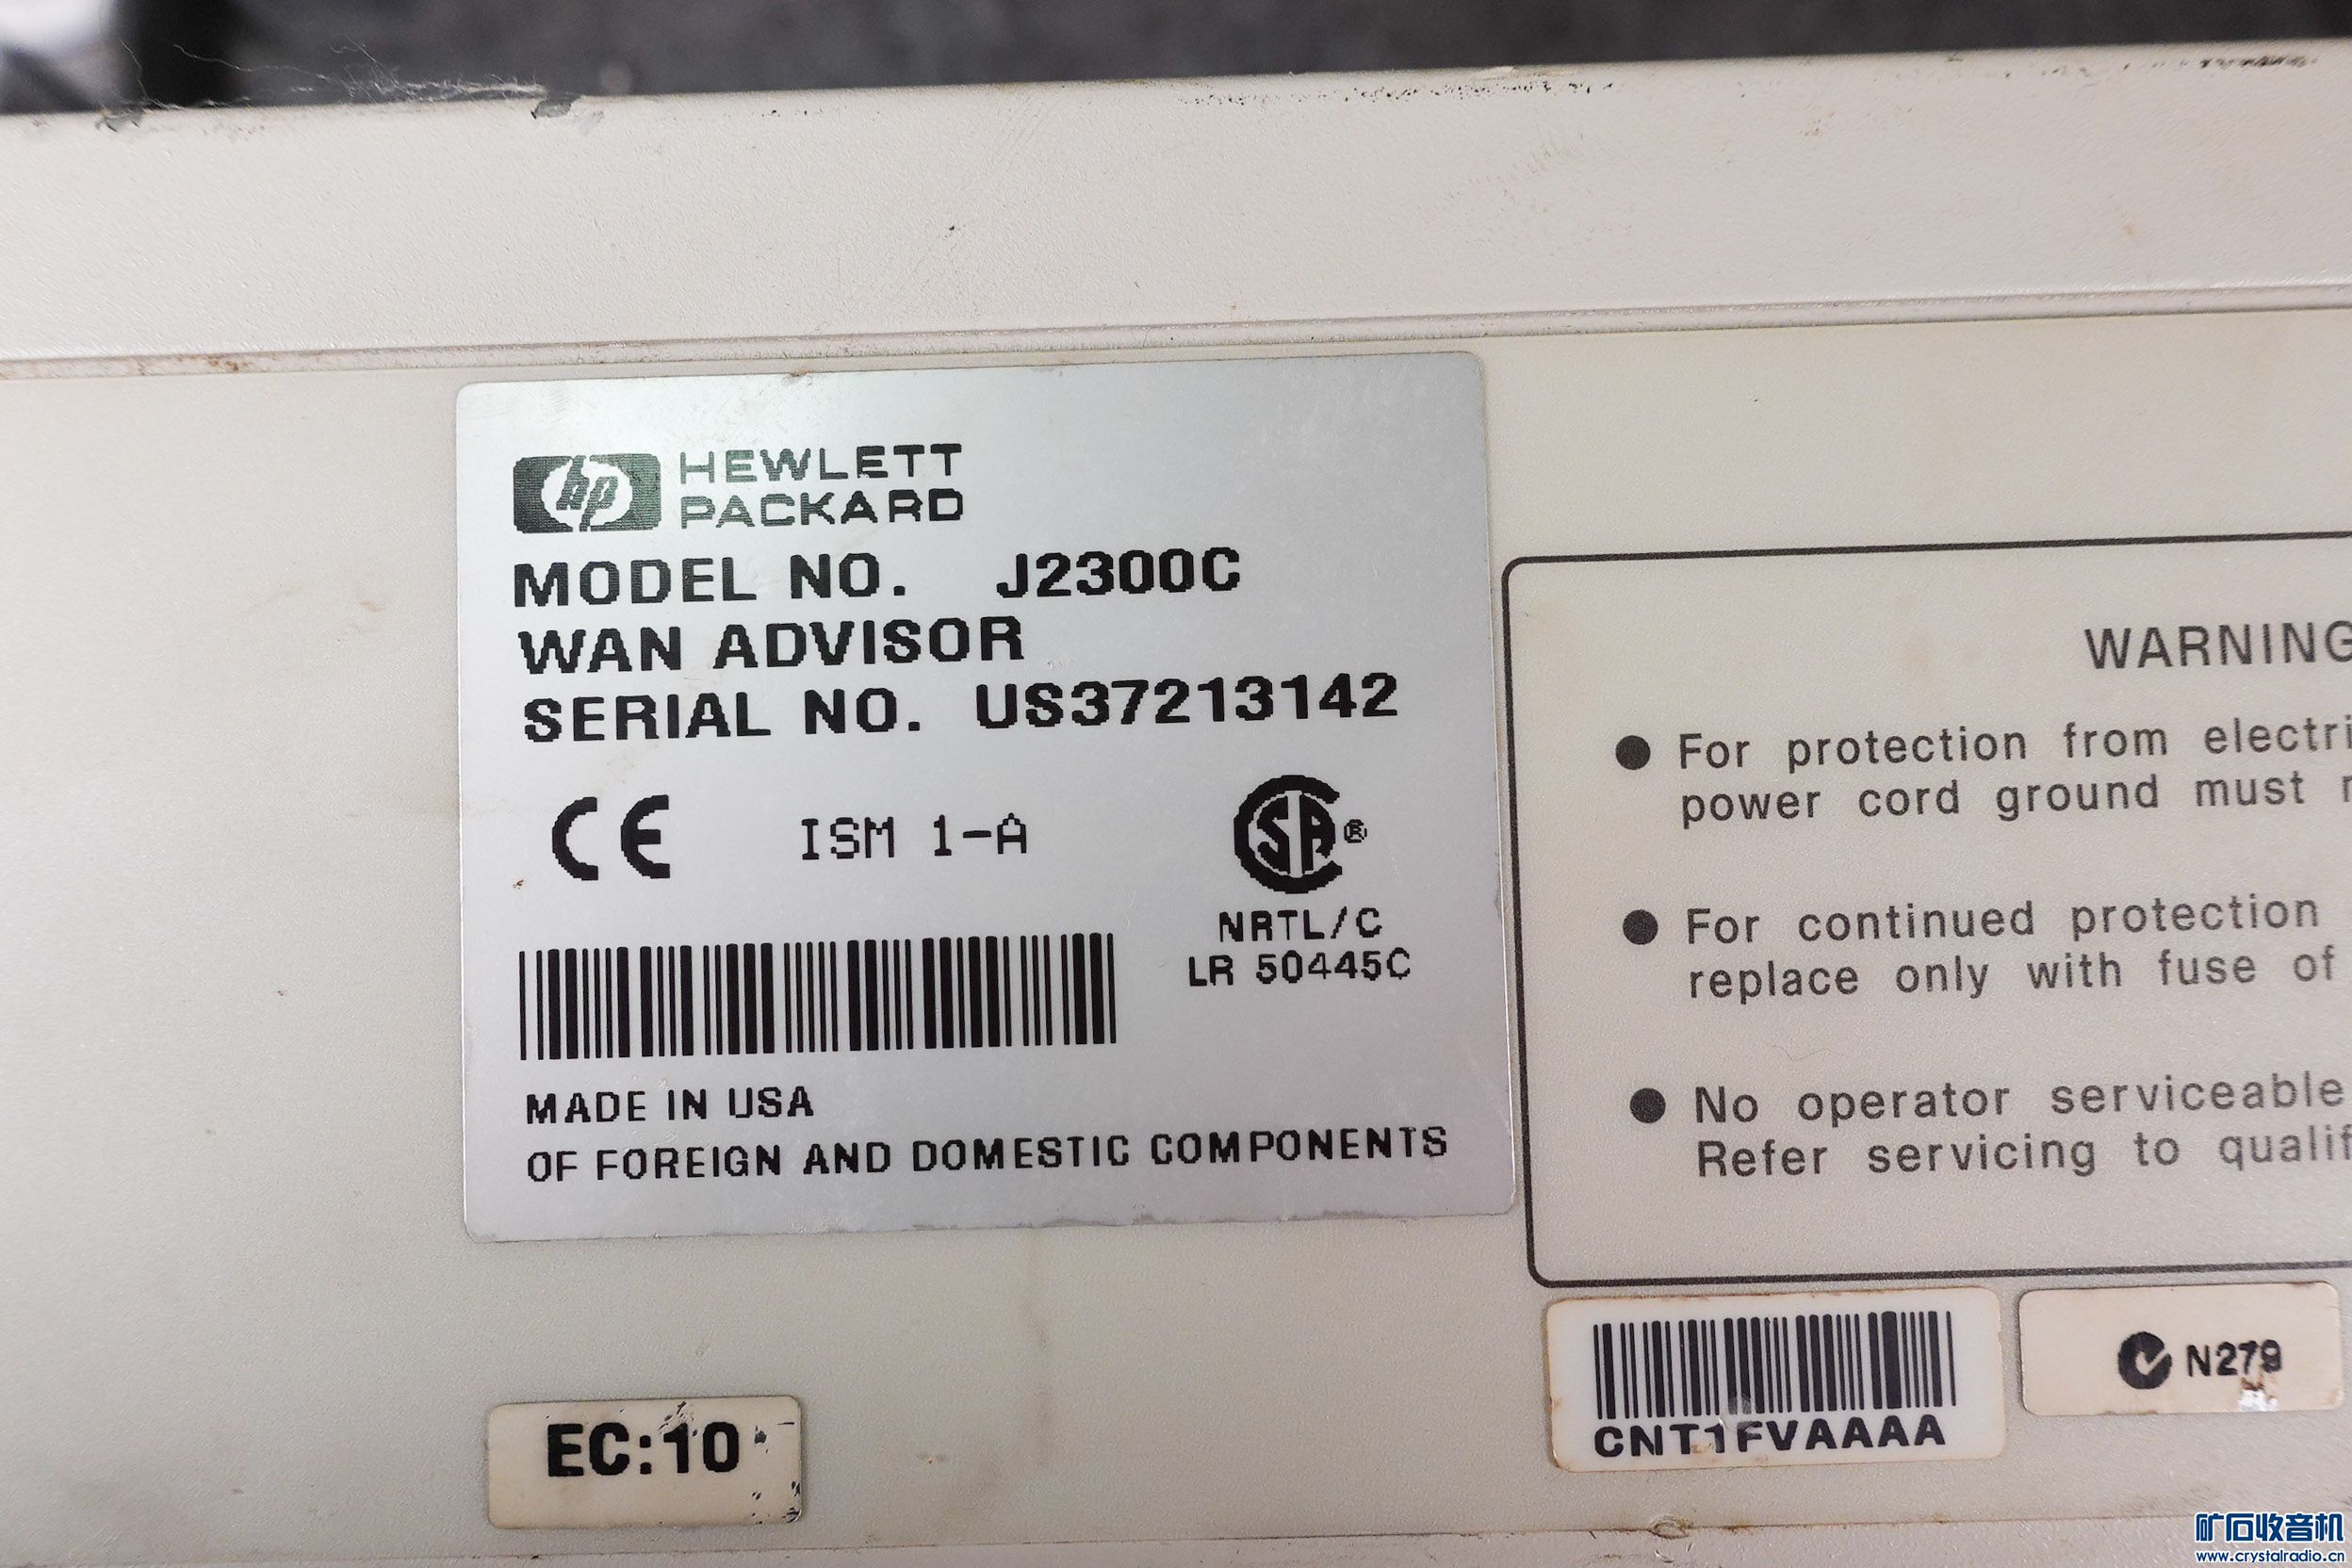 hp HEWLETT
PACKARD
MODEL NO. J2300C
WAN ADVISOR
SERIAL NO. US37213142
CE ISM 1-A
CSA®
NRTL/C
LR 50445C
MADE IN USA
OF FOREIGN AND DOMESTIC COMPONENTS
WARNING
● For protection from electri
power cord ground must
● For continued protection
replace only with fuse of
● No operator serviceable
Refer servicing to qualif
EC:10
CNT1FVAAAA
N279
矿石收音机
www.crystalradio.cn